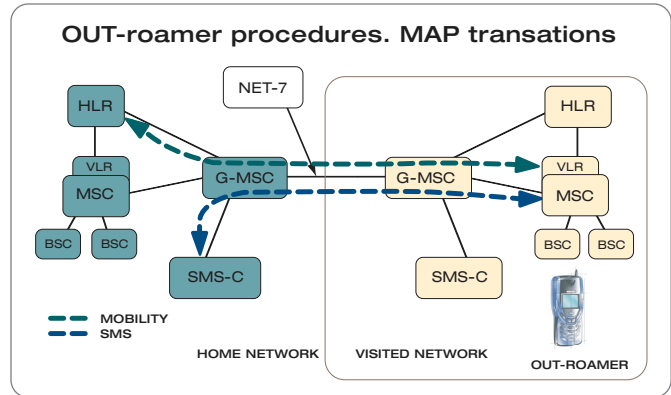 OUT-roamer procedures. MAP transations
NET-7
HLR
HLR
VLR
VLR
MSC
G-MSC
G-MSC
MSC
BSC
BSC
BSC
BSC
SMS-C
SMS-C
MOBILITY
SMS
HOME NETWORK
VISITED NETWORK
OUT-ROAMER